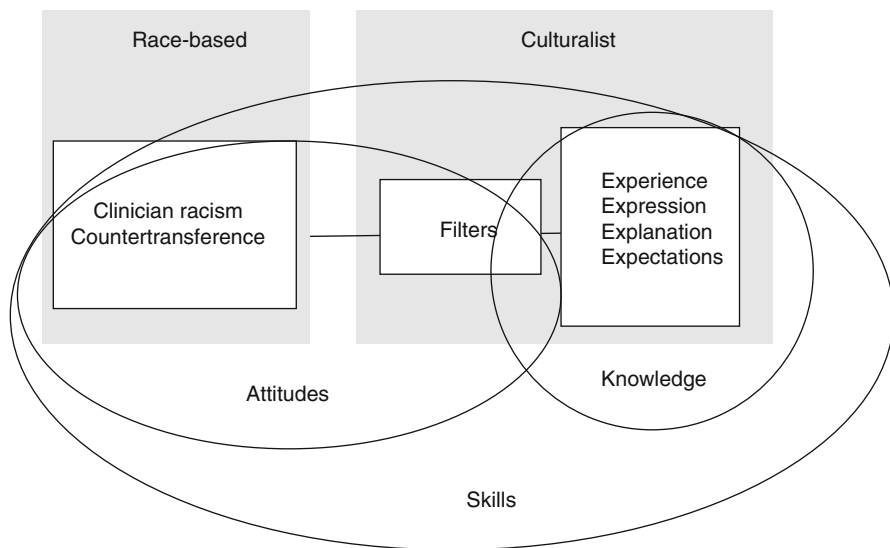 Race-based
Culturalist
Clinician racism
Countertransference
Filters
Experience
Expression
Explanation
Expectations
Attitudes
Knowledge
Skills